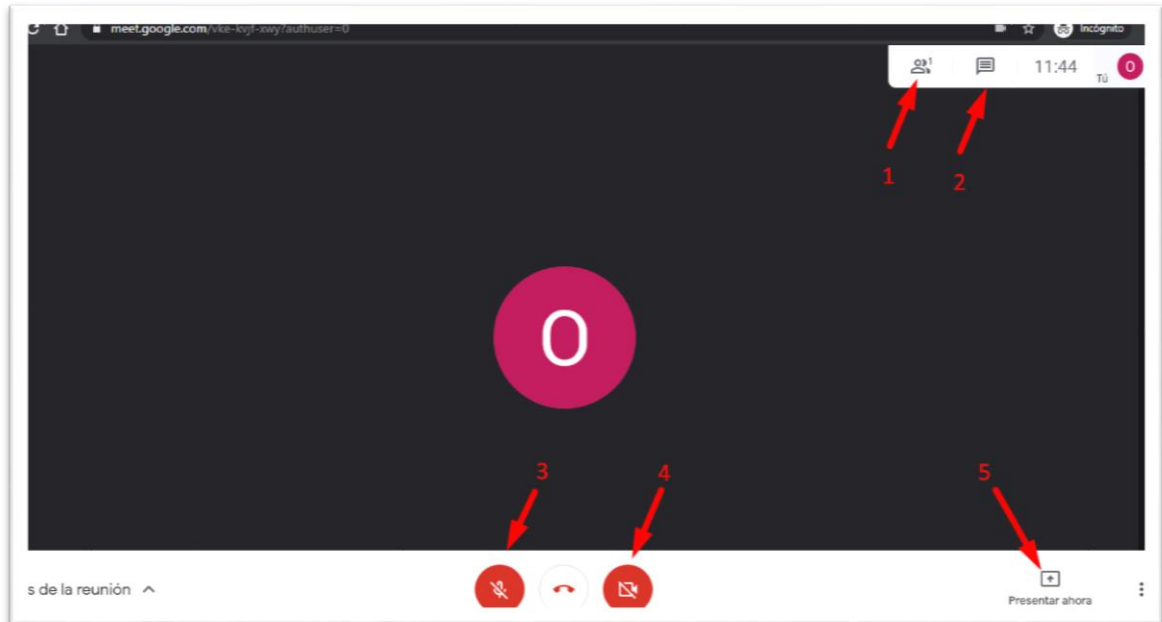 meet.google.com/vke-kvjf-xwy?authuser=0
Incógnito
1
11:44
Tú
O
1
2
O
3
4
5
s de la reunión
Presentar ahora